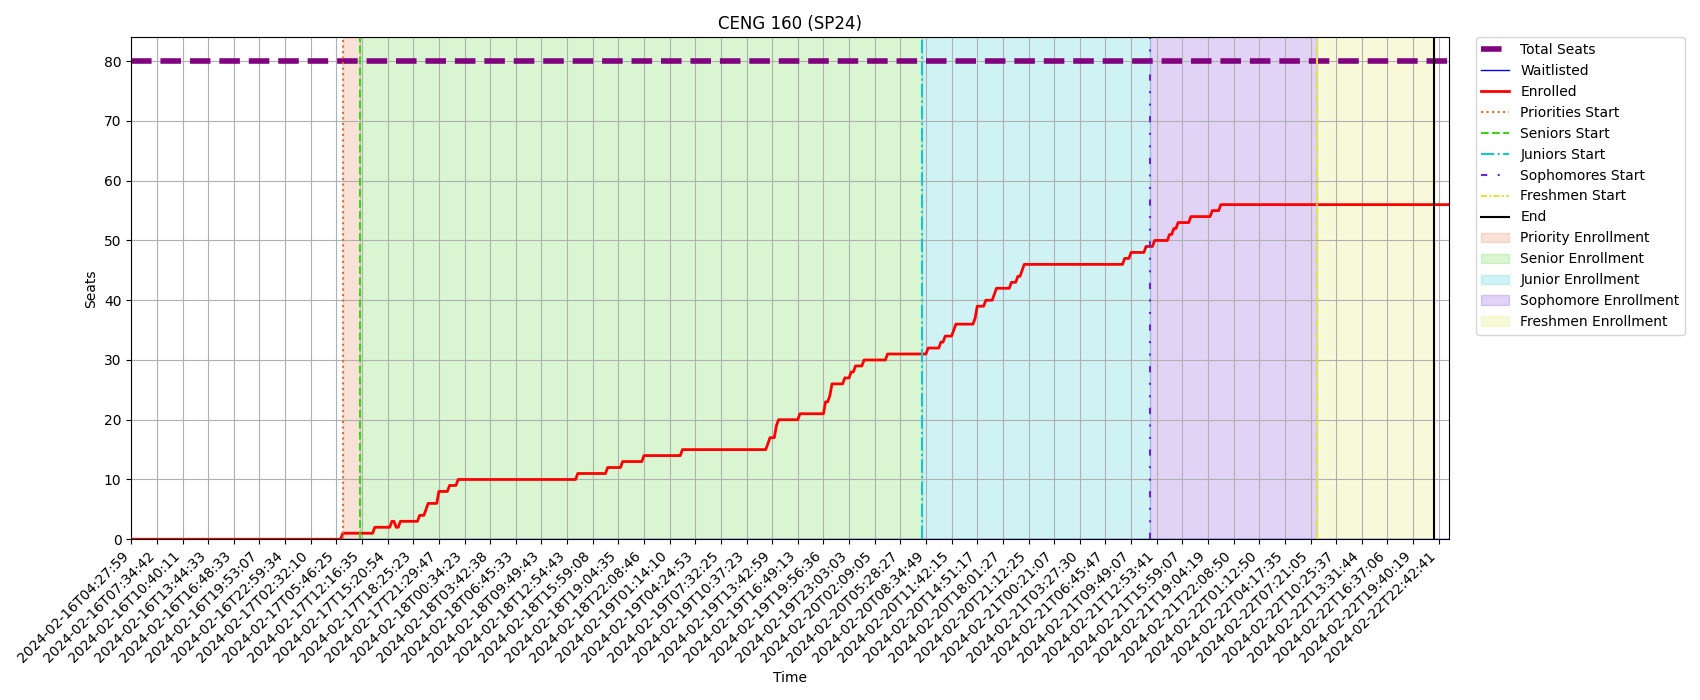 CENG 160 (SP24)
Seats
80
70
60
50
40
30
20
10
0
2024-02-16T04:27:59
2024-02-16T07:34:42
2024-02-16T10:40:11
2024-02-16T13:44:33
2024-02-16T16:48:33
2024-02-16T19:53:07
2024-02-16T22:59:34
2024-02-17T02:32:10
2024-02-17T05:46:25
2024-02-17T12:16:35
2024-02-17T15:20:54
2024-02-17T18:25:23
2024-02-17T21:29:47
2024-02-18T00:34:23
2024-02-18T03:42:38
2024-02-18T06:45:33
2024-02-18T09:49:43
2024-02-18T12:54:43
2024-02-18T15:59:08
2024-02-18T19:04:35
2024-02-18T22:08:46
2024-02-19T01:14:10
2024-02-19T04:24:53
2024-02-19T07:32:25
2024-02-19T10:37:23
2024-02-19T13:42:59
2024-02-19T16:49:13
2024-02-19T19:56:36
2024-02-19T23:03:03
2024-02-20T02:09:05
2024-02-20T05:28:27
2024-02-20T08:34:49
2024-02-20T11:42:15
2024-02-20T14:51:17
2024-02-20T18:01:27
2024-02-20T21:12:25
2024-02-21T00:21:07
2024-02-21T03:27:30
2024-02-21T06:45:47
2024-02-21T09:49:07
2024-02-21T12:53:41
2024-02-21T15:59:07
2024-02-21T19:04:19
2024-02-21T22:08:50
2024-02-22T01:12:50
2024-02-22T04:17:35
2024-02-22T07:21:05
2024-02-22T10:25:37
2024-02-22T13:31:44
2024-02-22T16:37:06
2024-02-22T19:40:19
2024-02-22T22:42:41
Time
Total Seats
Waitlisted
Enrolled
Priorities Start
Seniors Start
Juniors Start
Sophomores Start
Freshmen Start
End
Priority Enrollment
Senior Enrollment
Junior Enrollment
Sophomore Enrollment
Freshmen Enrollment